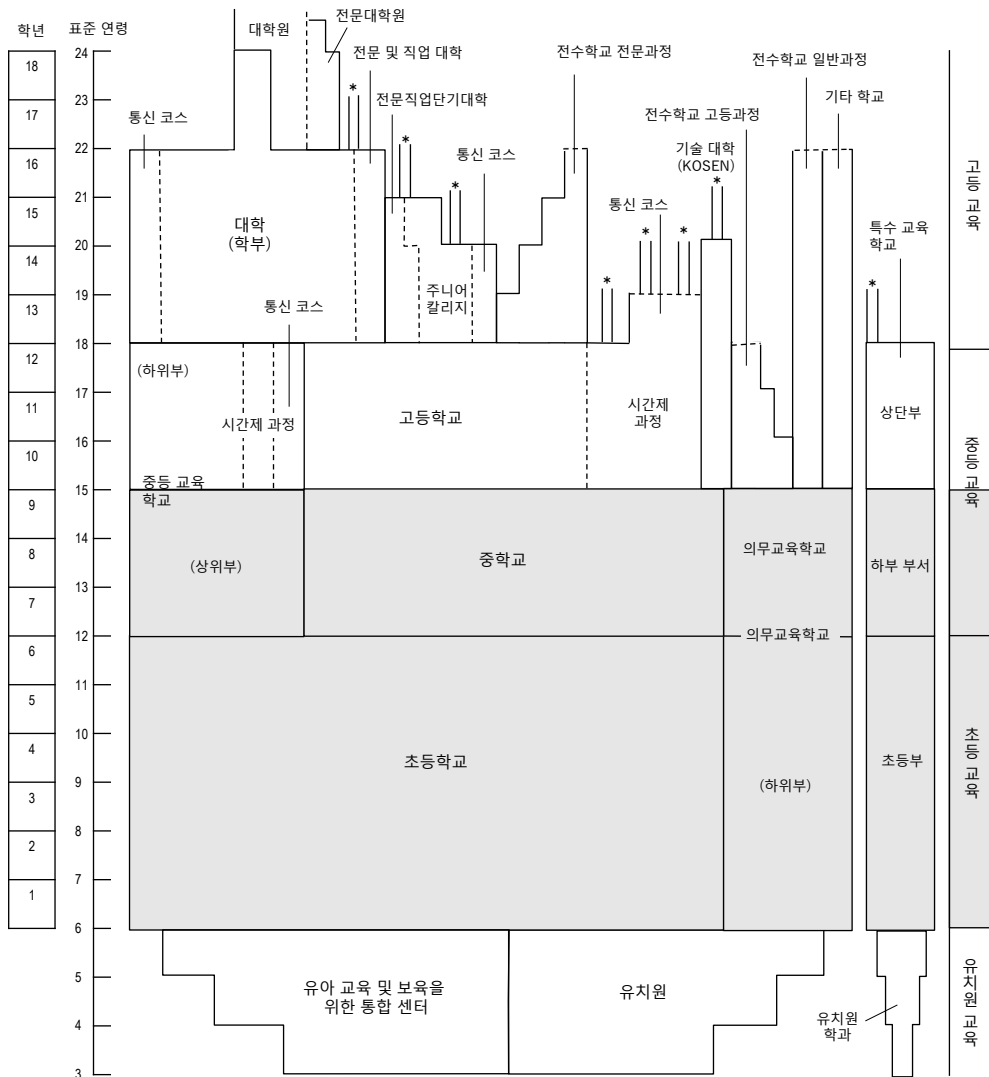 학년
표준 연령
대학원
전문대학원
전문 및 직업 대학
전수학교 전문과정
전수학교 일반과정
24
18
23
*
전문직업단기대학
기타 학교
통신 코스
17
전수학교 고등과정
22
*
통신 코스
기술 대학
(KOSEN)
16
고등 교육
21
*
*
통신 코스
15
대학
(학부)
특수 교육
학교
20
*
*
14
주니어
칼리지
*
*
19
통신 코스
13
18
12
(하위부)
17
11
시간제 과정
고등학교
시간제
과정
상단부
16
10
중등 교육
학교
15
중등 교육
9
14
8
(상위부)
중학교
의무교육학교
하부 부서
13
7
12
의무교육학교
6
11
5
10
4
초등학교
초등부
초등 교육
9
(하위부)
3
8
2
7
1
6
5
유아 교육 및 보육을
위한 통합 센터
유치원
유치원 교육
4
유치원
학과
3